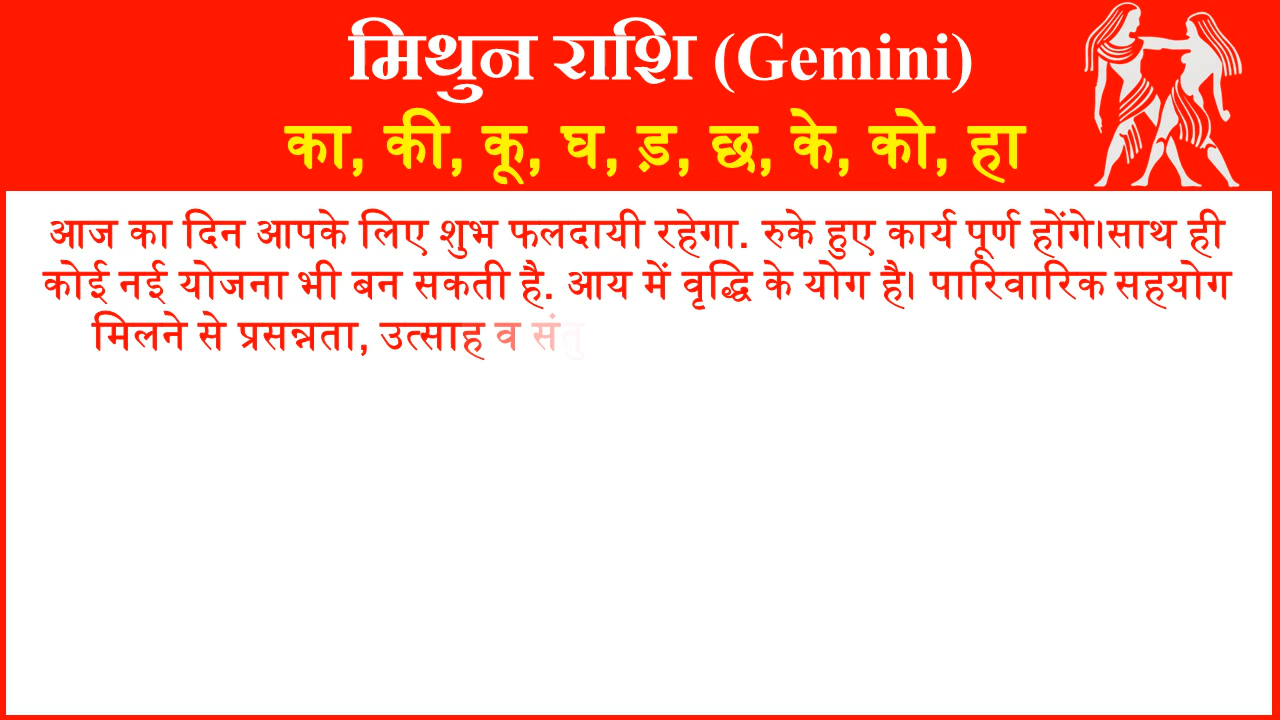 मिथुन राशि (Gemini)
का, की, कू, घ, ड़, छ, के, को, हा
आज का दिन आपके लिए शुभ फलदायी रहेगा. रुके हुए कार्य पूर्ण होंगे।साथ ही
कोई नई योजना भी बन सकती है. आय में वृद्धि के योग है। पारिवारिक सहयोग
मिलने से प्रसन्नता, उत्साह व